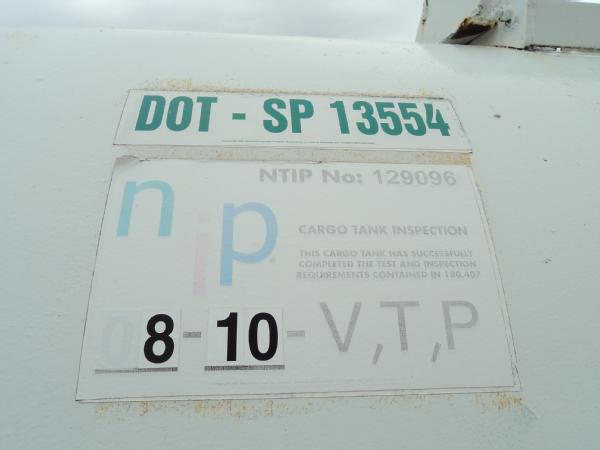 DOT - SP 13554
NTIP No: 129096
nip
CARGO TANK INSPECTION
THIS CARGO TANK HAS SUCCESSFULLY
COMPLETED THE TEST AND INSPECTION
REQUIREMENTS CONTAINED IN 180.407
08-10-V,T,P